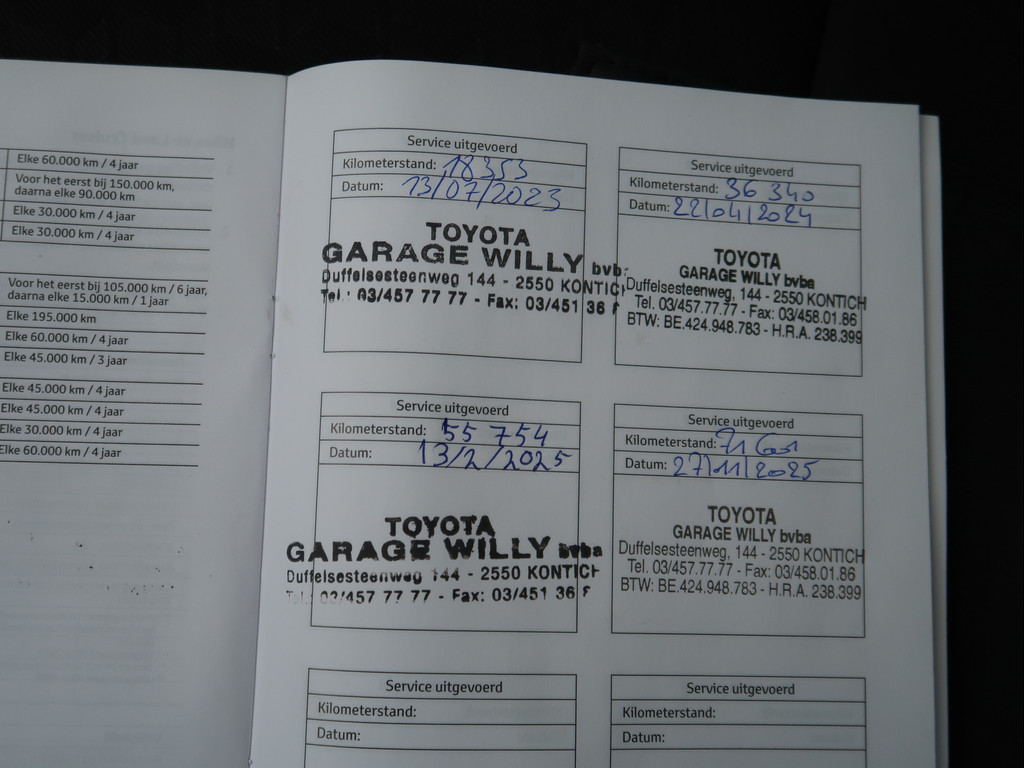 Elke 60.000 km / 4 jaar
Voor het eerst bij 150.000 km,
daarna elke 90.000 km
Elke 30.000 km / 4 jaar
Elke 30.000 km / 4 jaar
Voor het eerst bij 105.000 km / 6 jaar,
daarna elke 15.000 km / 1 jaar
Elke 195.000 km
Elke 60.000 km / 4 jaar
Elke 45.000 km / 3 jaar
Elke 45.000 km / 4 jaar
Elke 45.000 km / 4 jaar
Elke 30.000 km / 4 jaar
Elke 60.000 km / 4 jaar
Service uitgevoerd
Kilometerstand: 18 353
Datum: 13/07/2023
TOYOTA
GARAGE WILLY bvb
Duffelsesteenweg 144 - 2550 KONTICH
Tel.: 03/457 77 77 - Fax: 03/451 36
Service uitgevoerd
Kilometerstand: 36 340
Datum: 22/04/2024
TOYOTA
GARAGE WILLY bvba
Duffelsesteenweg, 144 - 2550 KONTICH
Tel. 03/457.77.77 - Fax: 03/458.01.86
BTW: BE.424.948.783 - H.R.A. 238.399
Service uitgevoerd
Kilometerstand: 55 754
Datum: 13/2/2025
TOYOTA
GARAGE WILLY bvba
Duffelsesteenweg 144 - 2550 KONTICH
Tel. 03/457 77 77 - Fax: 03/451 36
Service uitgevoerd
Kilometerstand: 71 601
Datum: 27/11/2025
TOYOTA
GARAGE WILLY bvba
Duffelsesteenweg, 144 - 2550 KONTICH
Tel. 03/457.77.77 - Fax: 03/458.01.86
BTW: BE.424.948.783 - H.R.A. 238.399
Service uitgevoerd
Kilometerstand:
Datum:
Service uitgevoerd
Kilometerstand:
Datum: